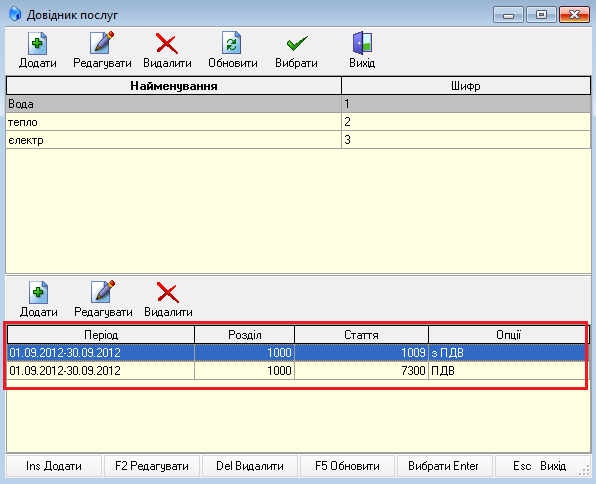 Довідник послуг
Додати Редагувати Видалити Обновити Вибрати Вихід
Найменування Шифр
Вода 1
тепло 2
єлектр 3
Додати Редагувати Видалити
Період Розділ Стаття Опції
01.09.2012-30.09.2012 1000 1009 з ПДВ
01.09.2012-30.09.2012 1000 7300 ПДВ
Ins Додати F2 Редагувати Del Видалити F5 Обновити Вибрати Enter Esc Вихід